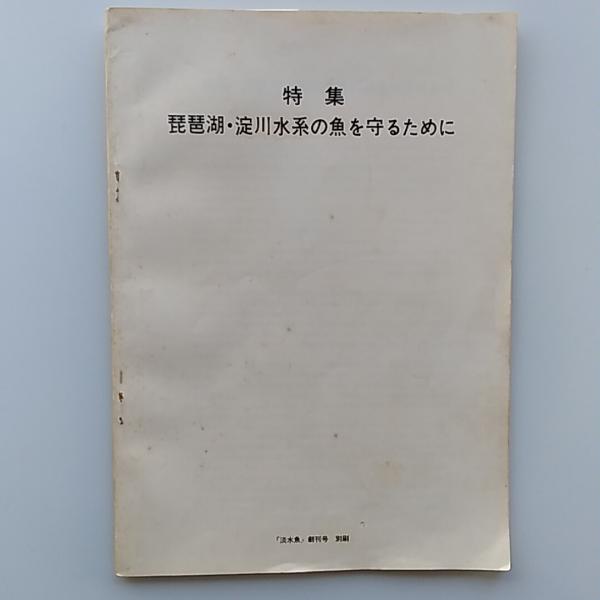 特集
琵琶湖・淀川水系の魚を守るために
「淡水魚」創刊号 別刷